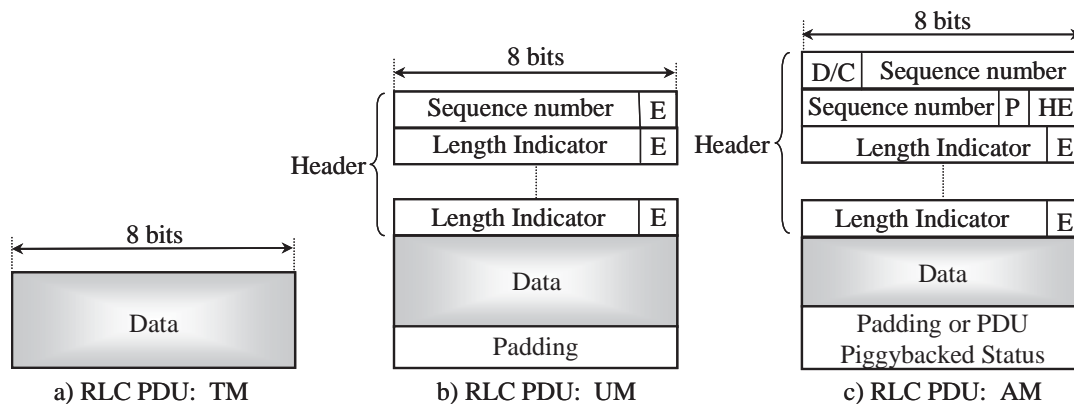 8 bits
Data
a) RLC PDU: TM
8 bits
Header
Sequence number E
Length Indicator E
Length Indicator E
Data
Padding
b) RLC PDU: UM
8 bits
Header
D/C Sequence number
Sequence number P HE
Length Indicator E
Length Indicator E
Data
Padding or PDU
Piggybacked Status
c) RLC PDU: AM